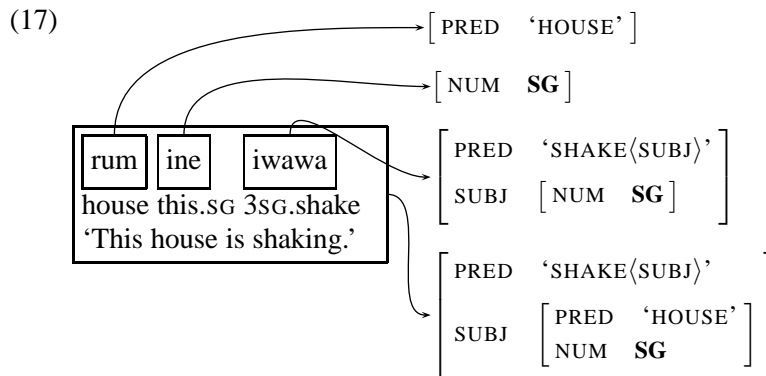 (17)
[ PRED ‘HOUSE’ ]
[ NUM SG ]
rum ine iwawa
house this.SG 3SG.shake
‘This house is shaking.’
PRED ‘SHAKE⟨SUBJ⟩’
SUBJ [ NUM SG ]
PRED ‘SHAKE⟨SUBJ⟩’
SUBJ [ PRED ‘HOUSE’
NUM SG ]